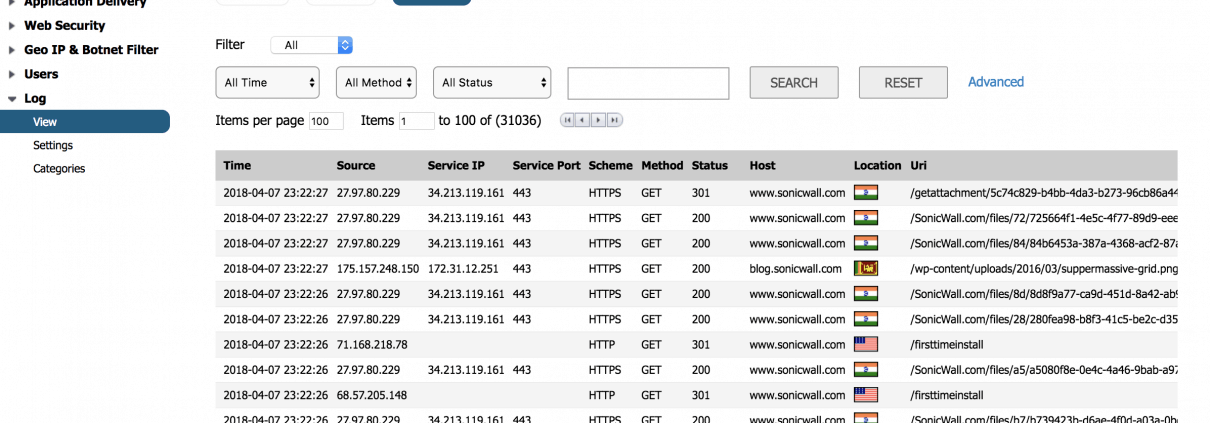 Application Delivery
Web Security
Geo IP & Botnet Filter
Users
Log
View
Settings
Categories
Filter All
All Time All Method All Status SEARCH RESET Advanced
Items per page 100 Items 1 to 100 of (31036)
Time Source Service IP Service Port Scheme Method Status Host Location Uri
2018-04-07 23:22:27 27.97.80.229 34.213.119.161 443 HTTPS GET 301 www.sonicwall.com /getattachment/5c74c829-b4bb-4da3-b273-96cb86a44
2018-04-07 23:22:27 27.97.80.229 34.213.119.161 443 HTTPS GET 200 www.sonicwall.com /SonicWall.com/files/72/725664f1-4e5c-4f77-89d9-eee
2018-04-07 23:22:27 27.97.80.229 34.213.119.161 443 HTTPS GET 200 www.sonicwall.com /SonicWall.com/files/84/84b6453a-387a-4368-acf2-87a
2018-04-07 23:22:27 175.157.248.150 172.31.12.251 443 HTTPS GET 200 blog.sonicwall.com /wp-content/uploads/2016/03/suppermassive-grid.png
2018-04-07 23:22:26 27.97.80.229 34.213.119.161 443 HTTPS GET 200 www.sonicwall.com /SonicWall.com/files/8d/8d8f9a77-ca9d-451d-8a42-ab9
2018-04-07 23:22:26 27.97.80.229 34.213.119.161 443 HTTPS GET 200 www.sonicwall.com /SonicWall.com/files/28/280fea98-b8f3-41c5-be2c-d35
2018-04-07 23:22:26 71.168.218.78 HTTP GET 301 www.sonicwall.com /firsttimeinstall
2018-04-07 23:22:26 27.97.80.229 34.213.119.161 443 HTTPS GET 200 www.sonicwall.com /SonicWall.com/files/a5/a5080f8e-0e4c-4a46-9bab-a97
2018-04-07 23:22:26 68.57.205.148 HTTP GET 301 www.sonicwall.com /firsttimeinstall
2018-04-07 23:22:26 27.97.80.229 34.213.119.161 443 HTTPS GET 200 www.sonicwall.com